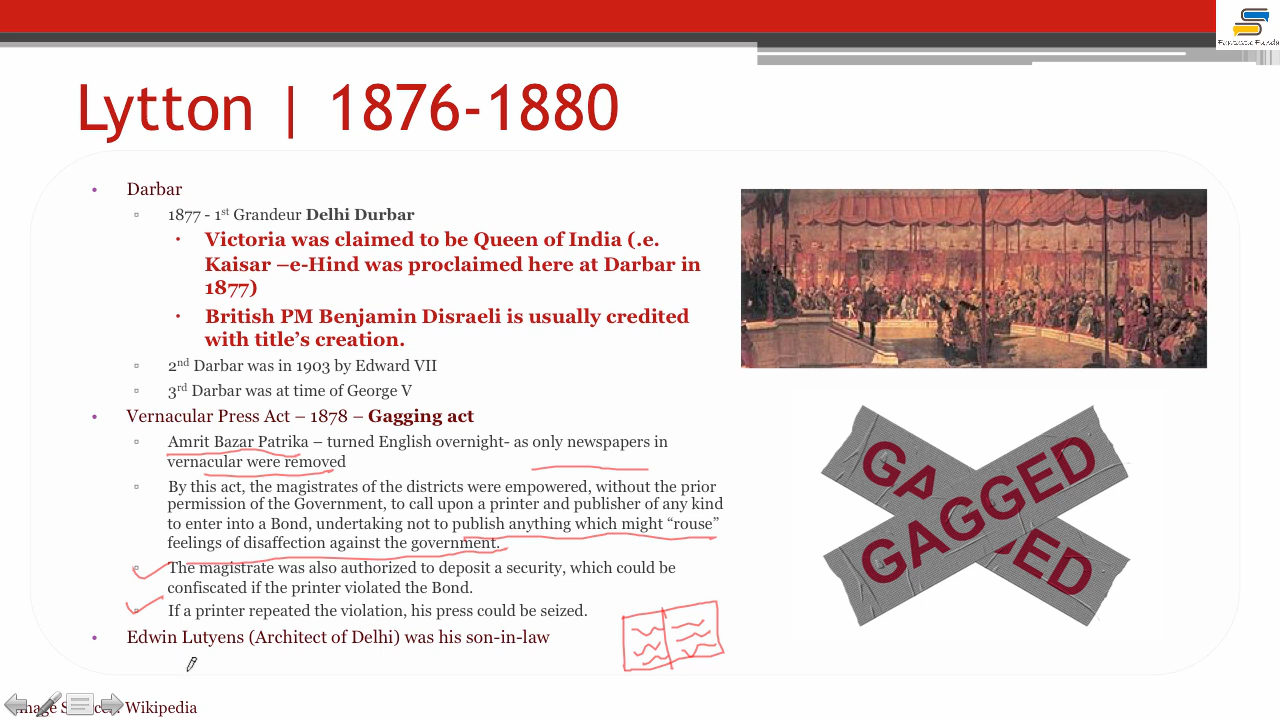 Lytton | 1876-1880
Darbar
1877 - 1st Grandeur Delhi Durbar
Victoria was claimed to be Queen of India (.e.
Kaisar –e-Hind was proclaimed here at Darbar in
1877)
British PM Benjamin Disraeli is usually credited
with title's creation.
2nd Darbar was in 1903 by Edward VII
3rd Darbar was at time of George V
Vernacular Press Act – 1878 – Gagging act
Amrit Bazar Patrika – turned English overnight- as only newspapers in
vernacular were removed
By this act, the magistrates of the districts were empowered, without the prior
permission of the Government, to call upon a printer and publisher of any kind
to enter into a Bond, undertaking not to publish anything which might “rouse”
feelings of disaffection against the government.
The magistrate was also authorized to deposit a security, which could be
confiscated if the printer violated the Bond.
If a printer repeated the violation, his press could be seized.
Edwin Lutyens (Architect of Delhi) was his son-in-law
GAGGED
Wikipedia